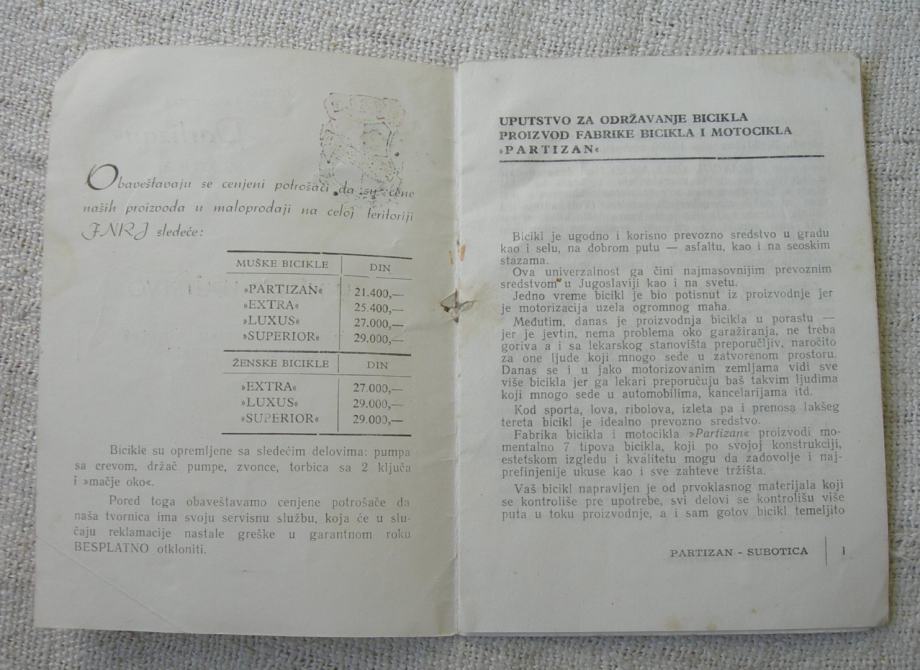 Obaveštavaju se cenjeni potrošači da su cene
naših proizvoda u maloprodaji na celoj teritoriji
FNRJ sledeće:
MUŠKE BICIKLE DIN
»PARTIZAN« 21.400,—
»EXTRA« 25.400,—
»LUXUS« 27.000,—
»SUPERIOR« 29.000,—
ŽENSKE BICIKLE DIN
»EXTRA« 27.000,—
»LUXUS« 29.000,—
»SUPERIOR« 29.000,—
Bicikle su opremljene sa sledećim delovima: pumpa
sa crevom, držač pumpe, zvonce, torbica sa 2 ključa
i »mačje oko«.
Pored toga obaveštavamo cenjene potrošače da
naša tvornica ima svoju servisnu službu, koja će u slu-
čaju reklamacije nastale greške u garantnom roku
BESPLATNO otkloniti.
UPUTSTVO ZA ODRŽAVANJE BICIKLA
PROIZVOD FABRIKE BICIKLA I MOTOCIKLA
»PARTIZAN«
Bicikl je ugodno i korisno prevozno sredstvo u gradu
kao i selu, na dobrom putu — asfaltu, kao i na seoskim
stazama.
Ova univerzalnost ga čini najmasovnijim prevoznim
sredstvom u Jugoslaviji kao i na svetu.
Jedno vreme bicikl je bio potisnut iz proizvodnje jer
je motorizacija uzela ogromnog maha.
Međutim, danas je proizvodnja bicikla u porastu —
jer je jevtin, nema problema oko garažiranja, ne treba
goriva a i sa lekarskog stanovišta preporučljiv, naročito
za one ljude koji mnogo sede u zatvorenom prostoru.
Danas se i u jako motorizovanim zemljama vidi sve
više bicikla jer ga lekari preporučuju baš takvim ljudima
koji mnogo sede u automobilima, kancelarijama itd.
Kod sporta, lova, ribolova, izleta pa i prenosa lakšeg
tereta bicikl je idealno prevozno sredstvo.
Fabrika bicikla i motocikla »Partizan« proizvodi mo-
mentalno 7 tipova bicikla, koji po svojoj konstrukciji,
estetskom izgledu i kvalitetu mogu da zadovolje i naj-
prefinjenije ukuse kao i sve zahteve tržišta.
Vaš bicikl napravljen je od prvoklasnog materijala koji
se kontroliše pre upotrebe, svi delovi se kontrolišu više
puta u toku proizvodnje, a i sam gotov bicikl temeljito
PARTIZAN - SUBOTICA 1